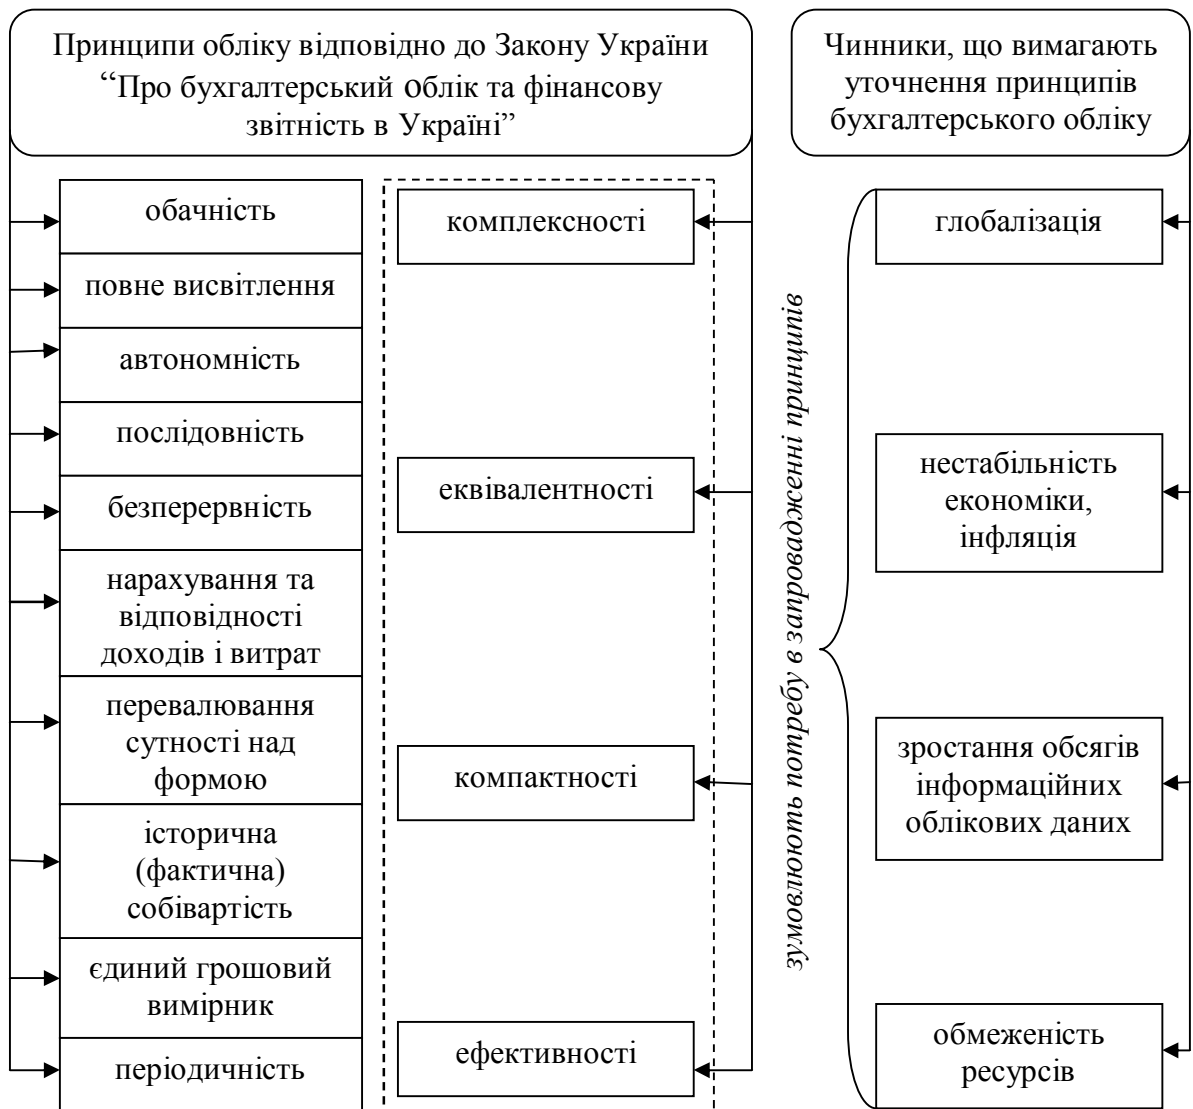 Принципи обліку відповідно до Закону України
“Про бухгалтерський облік та фінансову
звітність в Україні”
Чинники, що вимагають
уточнення принципів
бухгалтерського обліку
обачність
повне висвітлення
автономність
послідовність
безперервність
нарахування та
відповідності
доходів і витрат
перевалювання
сутності над
формою
історична
(фактична)
собівартість
єдиний грошовий
вимірник
періодичність
комплексності
еквівалентності
компактності
ефективності
зумовлюють потребу в запровадженні принципів
глобалізація
нестабільність
економіки,
інфляція
зростання обсягів
інформаційних
облікових даних
обмеженість
ресурсів